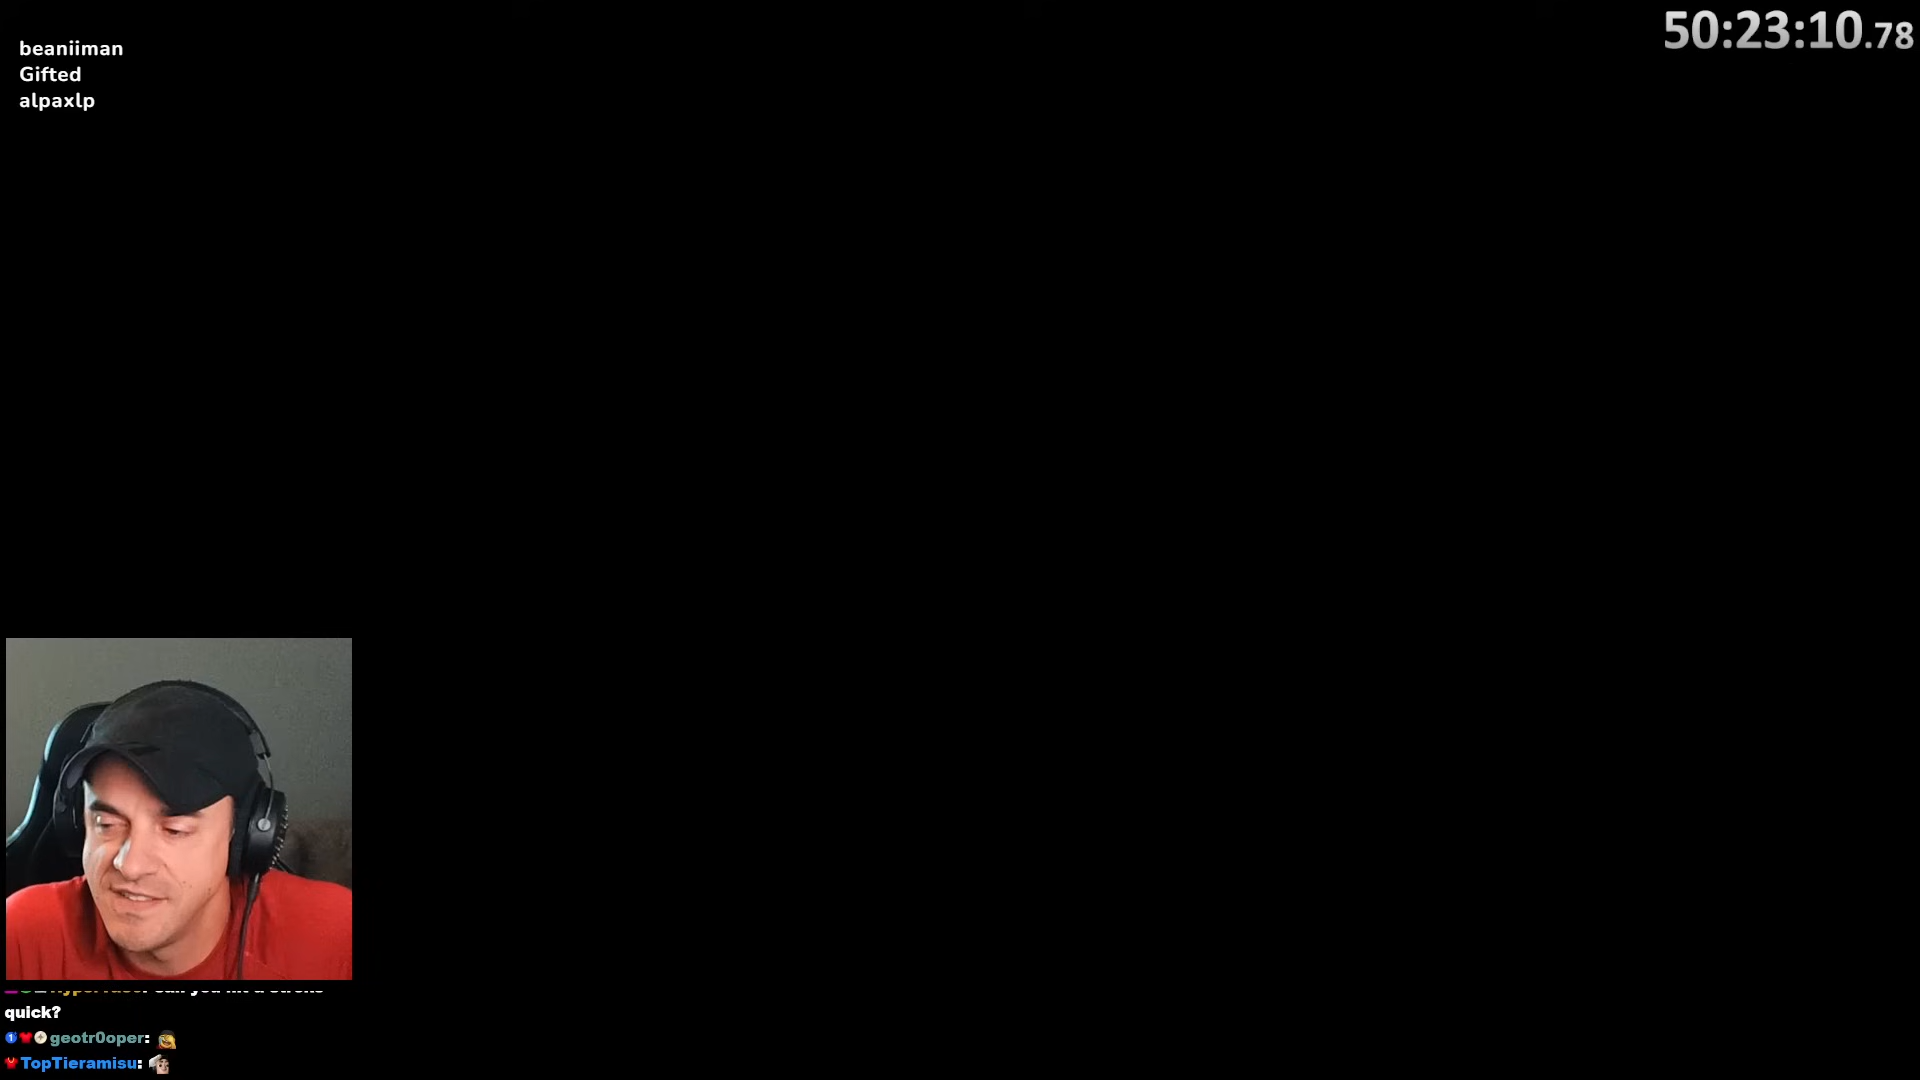 50:23:10.78
beaniiman
Gifted
alpaxlp
quick?
geotr0oper:
TopTieramisu: